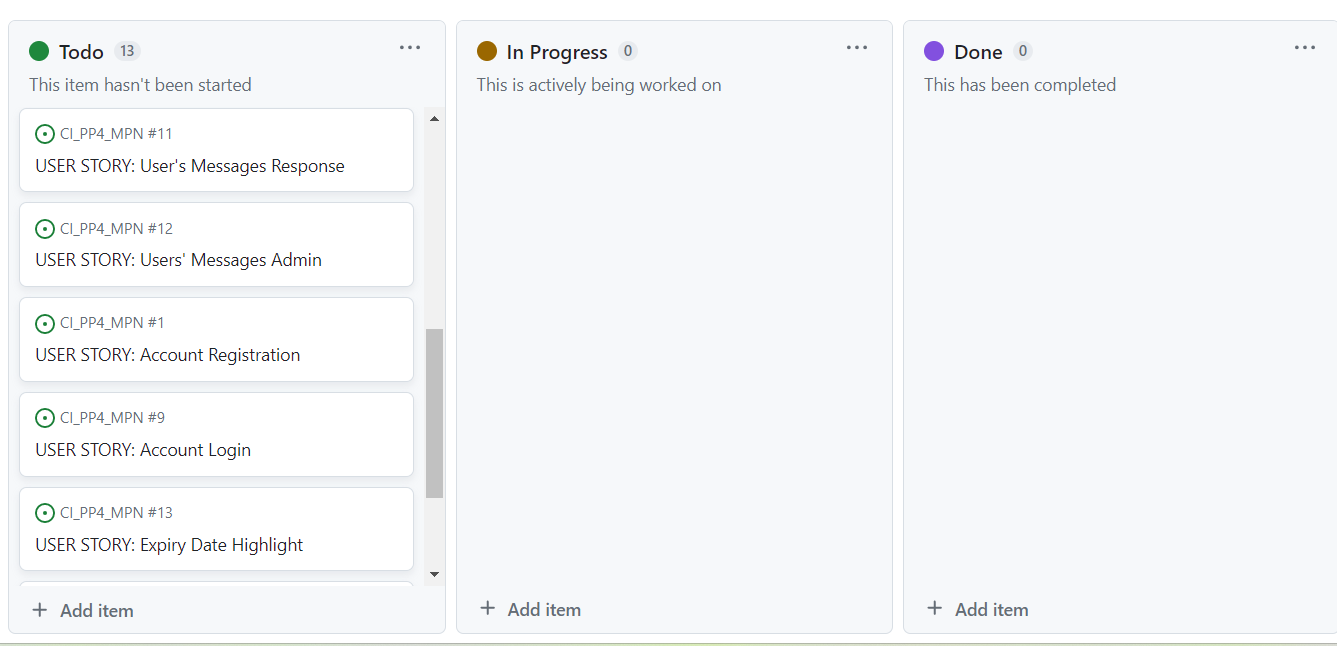 Todo 13
This item hasn't been started
CI_PP4_MPN #11
USER STORY: User's Messages Response
CI_PP4_MPN #12
USER STORY: Users' Messages Admin
CI_PP4_MPN #1
USER STORY: Account Registration
CI_PP4_MPN #9
USER STORY: Account Login
CI_PP4_MPN #13
USER STORY: Expiry Date Highlight
+ Add item
In Progress 0
This is actively being worked on
+ Add item
Done 0
This has been completed
+ Add item